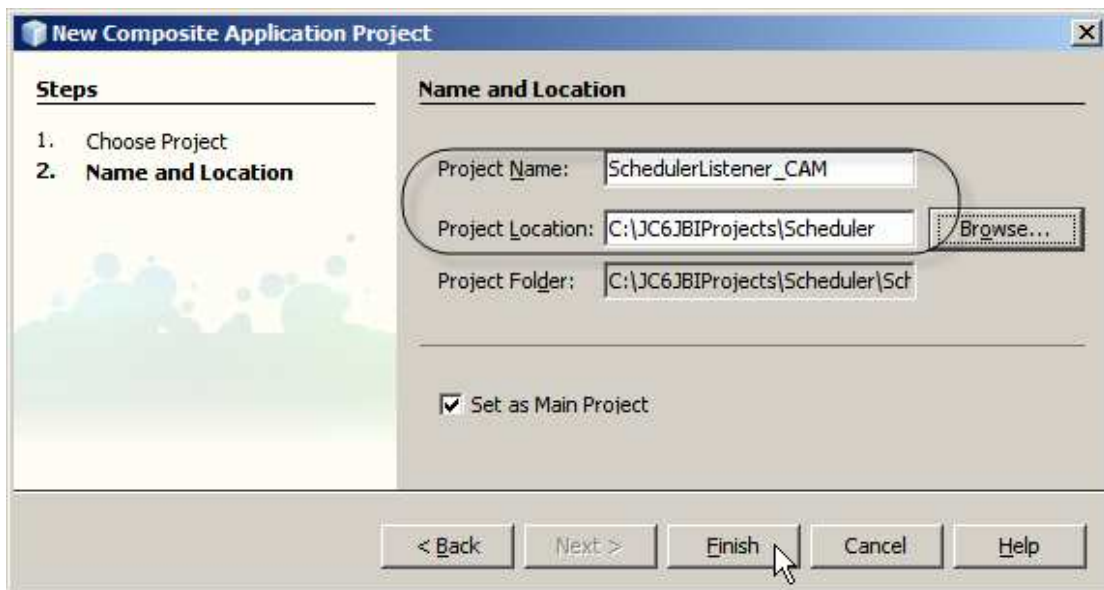 New Composite Application Project
Steps
1. Choose Project
2. Name and Location
Name and Location
Project Name: SchedulerListener_CAM
Project Location: C:\JC6JBIProjects\Scheduler Browse...
Project Folder: C:\JC6JBIProjects\Scheduler\Sch
Set as Main Project
< Back Next > Finish Cancel Help